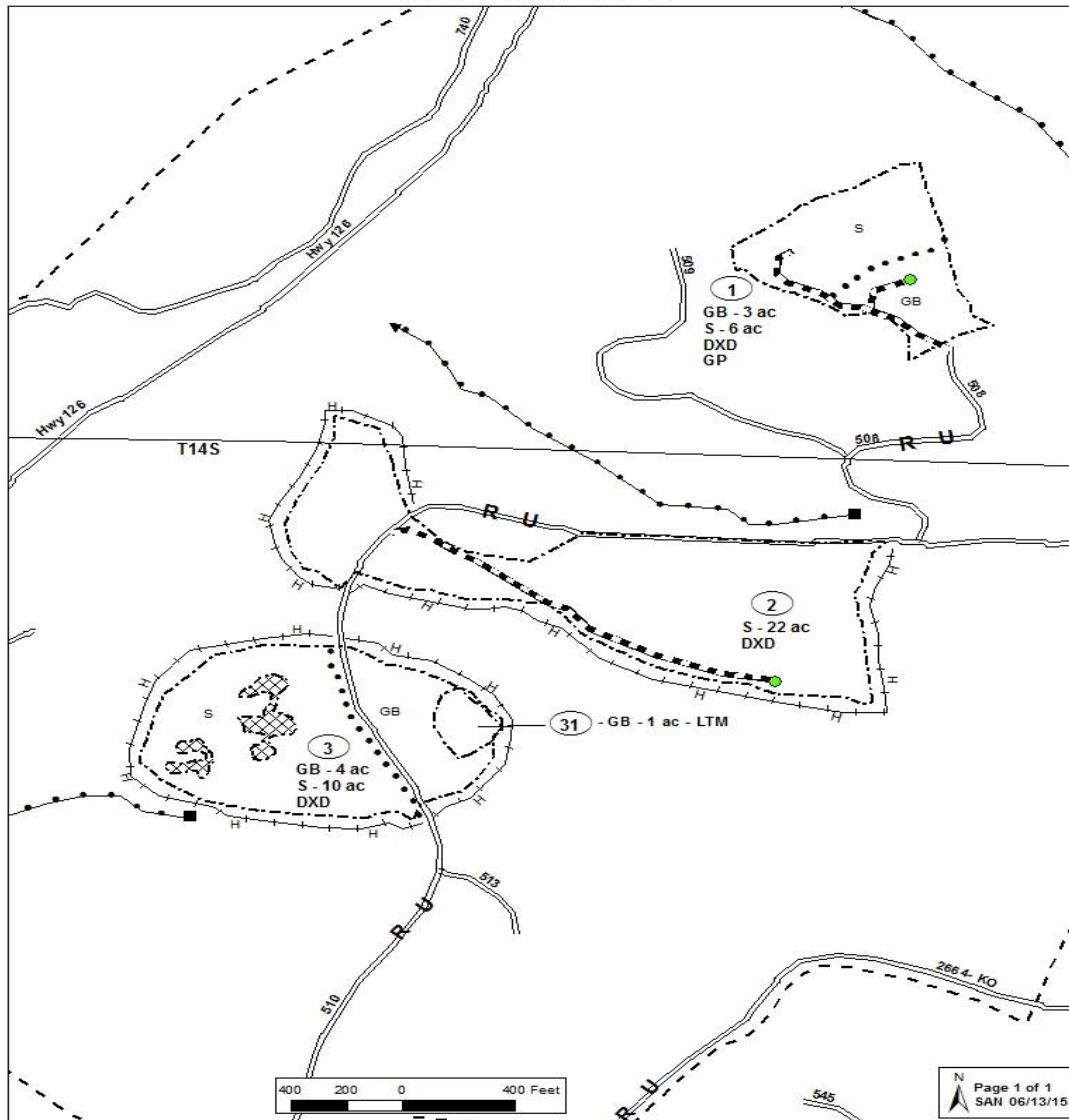 740
Hwy 126
Hwy 126
S
GB
509
1
GB - 3 ac
S - 6 ac
DXD
GP
508
508
R U
T14S
H
H
H
H
R U
H
H
H
2
S - 22 ac
DXD
H
H
H
H
H
H
H
H
S
GB
31 - GB - 1 ac - LTM
3
GB - 4 ac
S - 10 ac
DXD
H
H
H
H
513
R U
510
2664- KO
R U
545
400 200 0 400 Feet
N
Page 1 of 1
SAN 06/13/15